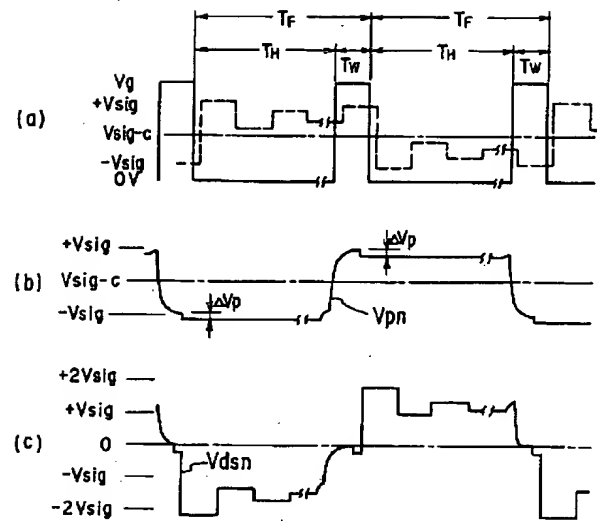 TF TF
TH TW TH TW
(a)
Vg
+Vsig
Vsig-c
-Vsig
0V
(b)
+Vsig
Vsig-c
-Vsig
ΔVp
ΔVp
Vpn
(c)
+2Vsig
+Vsig
0
-Vsig
-2Vsig
Vdsn